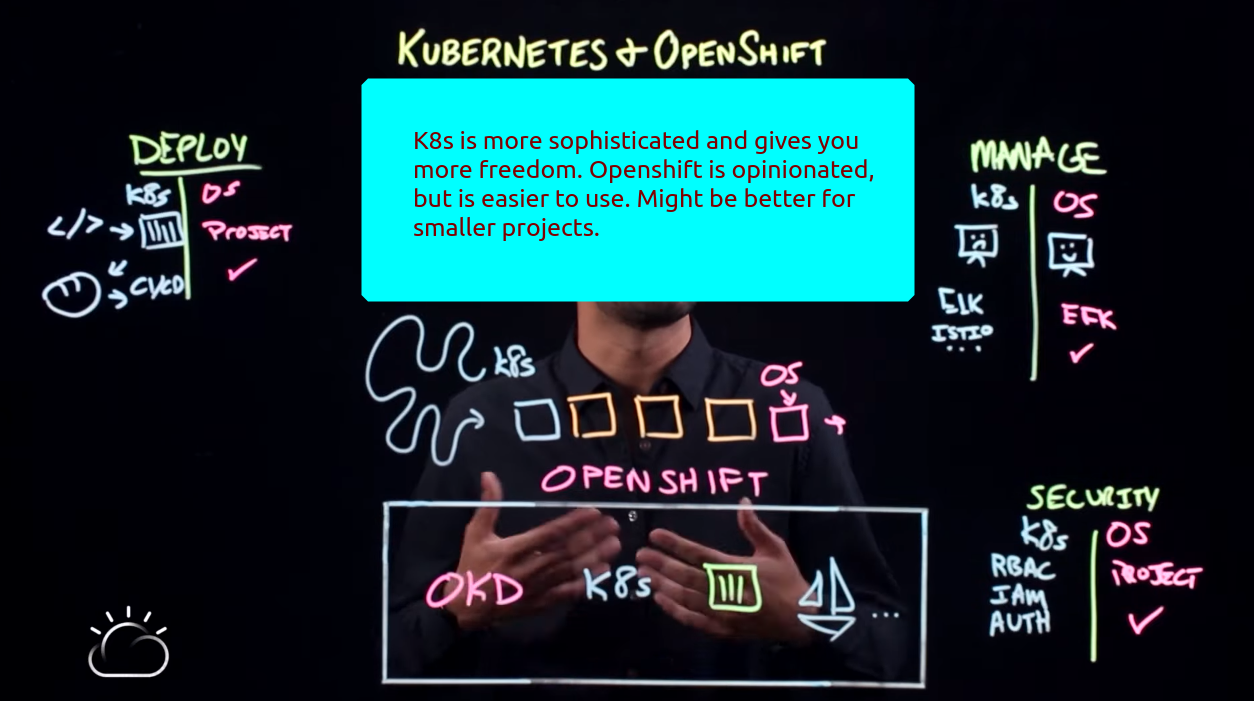 KUBERNETES & OPENSHIFT
K8s is more sophisticated and gives you
more freedom. Openshift is opinionated,
but is easier to use. Might be better for
smaller projects.
DEPLOY
K8s OS
</> PROJECT
CI/CD
MANAGE
K8s OS
ELK EFK
ISTIO
...
K8s
OS
OPENSHIFT
OKD K8s ...
SECURITY
K8s OS
RBAC PROJECT
IAM
AUTH